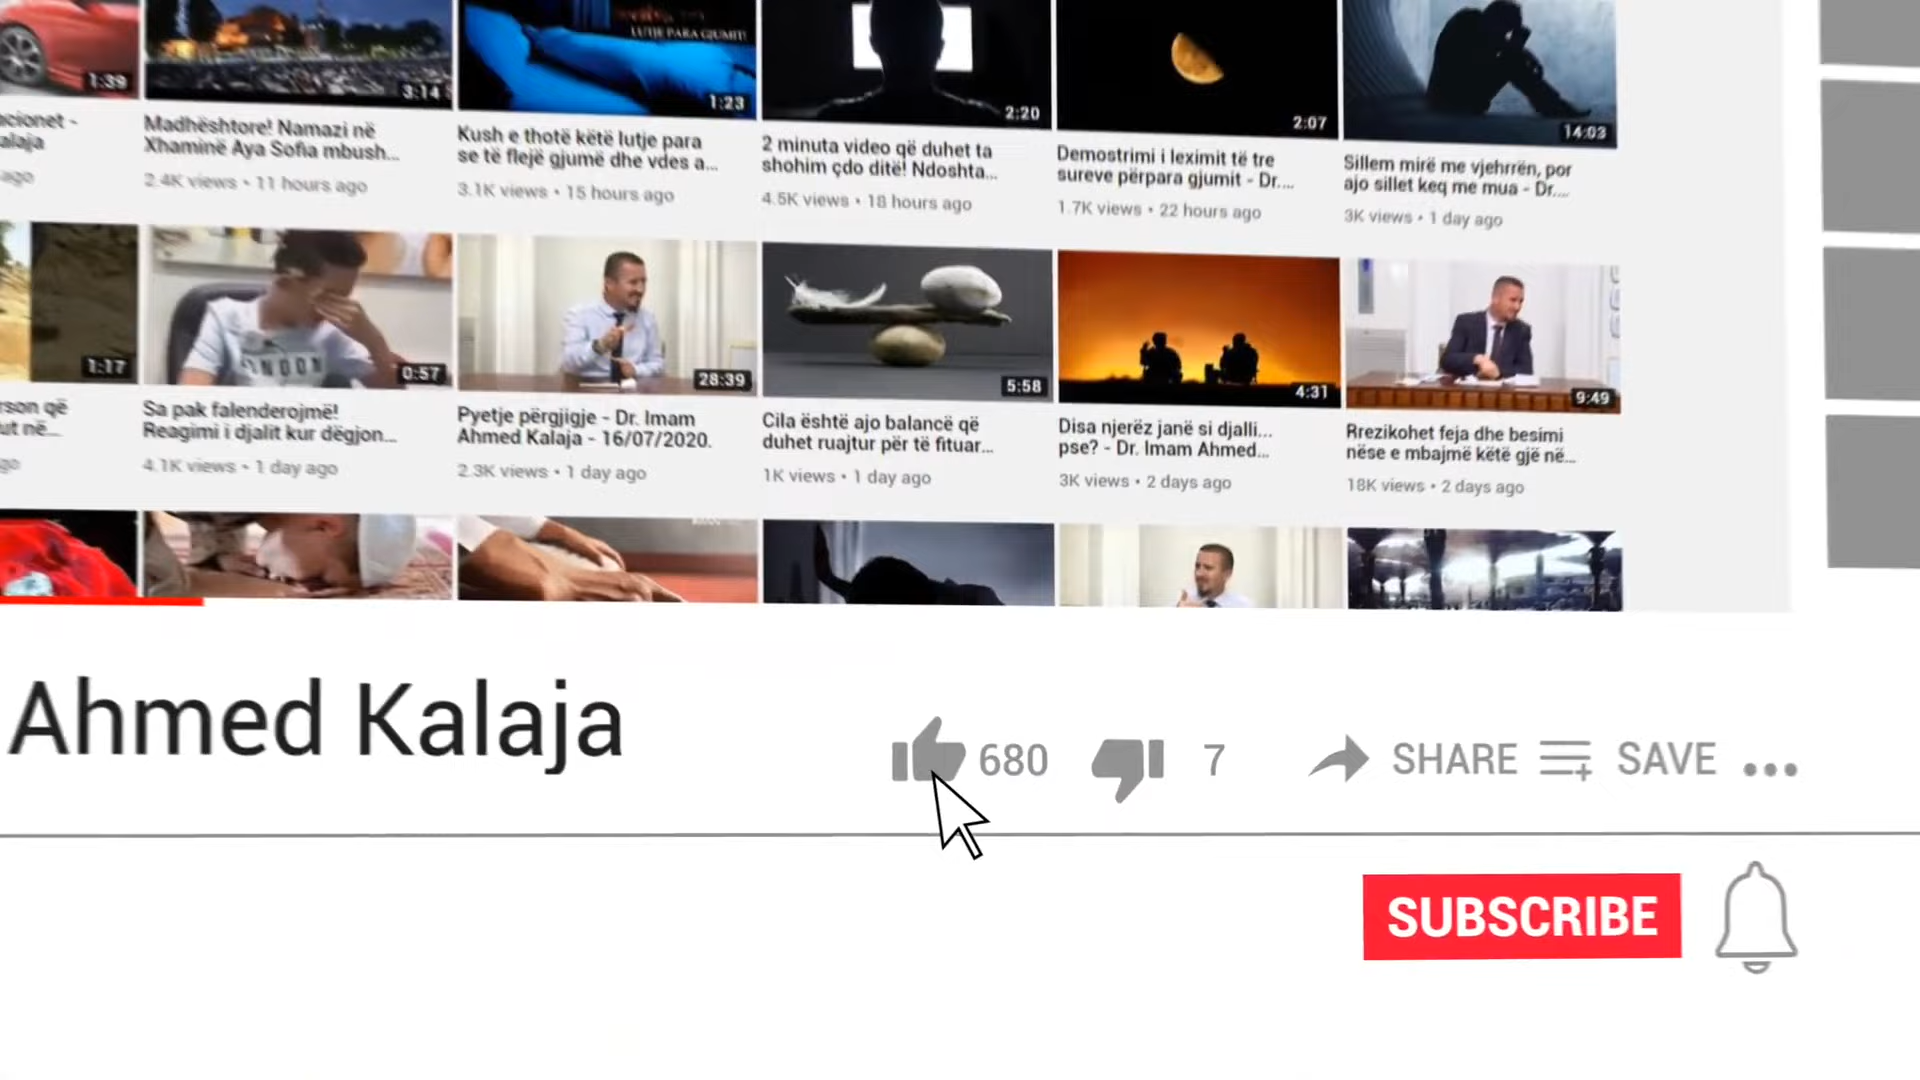 LUTJE PARA GJUMIT!
1:39
3:14
1:23
2:20
2:07
14:03
Madhështore! Namazi në
Xhaminë Aya Sofia mbush...
2.4K views • 11 hours ago
Kush e thotë këtë lutje para
se të flejë gjumë dhe vdes a...
3.1K views • 15 hours ago
2 minuta video që duhet ta
shohim çdo ditë! Ndoshta...
4.5K views • 18 hours ago
Demostrimi i leximit të tre
sureve përpara gjumit - Dr....
1.7K views • 22 hours ago
Sillem mirë me vjehrrën, por
ajo sillet keq me mua - Dr....
3K views • 1 day ago
ago
1:17
0:57
28:39
5:58
4:31
9:49
Sa pak falenderojmë!
Reagimi i djalit kur dëgjon...
4.1K views • 1 day ago
Pyetje përgjigje - Dr. Imam
Ahmed Kalaja - 16/07/2020.
2.3K views • 1 day ago
Cila është ajo balancë që
duhet ruajtur për të fituar...
1K views • 1 day ago
Disa njerëz janë si djalli...
pse? - Dr. Imam Ahmed...
3K views • 2 days ago
Rrezikohet feja dhe besimi
nëse e mbajmë këtë gjë në...
18K views • 2 days ago
Ahmed Kalaja
680
7
SHARE
SAVE
SUBSCRIBE